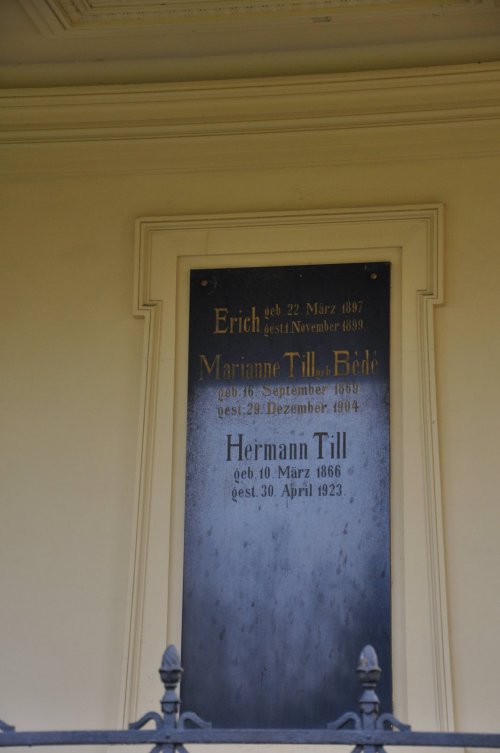 Erich geb. 22. März 1897
gest. 1. November 1899.
Marianne Till geb. Bèdé
geb. 16. September 1869
gest. 29. Dezember. 1904.
Hermann Till
geb. 10. März 1866
gest. 30. April 1923.